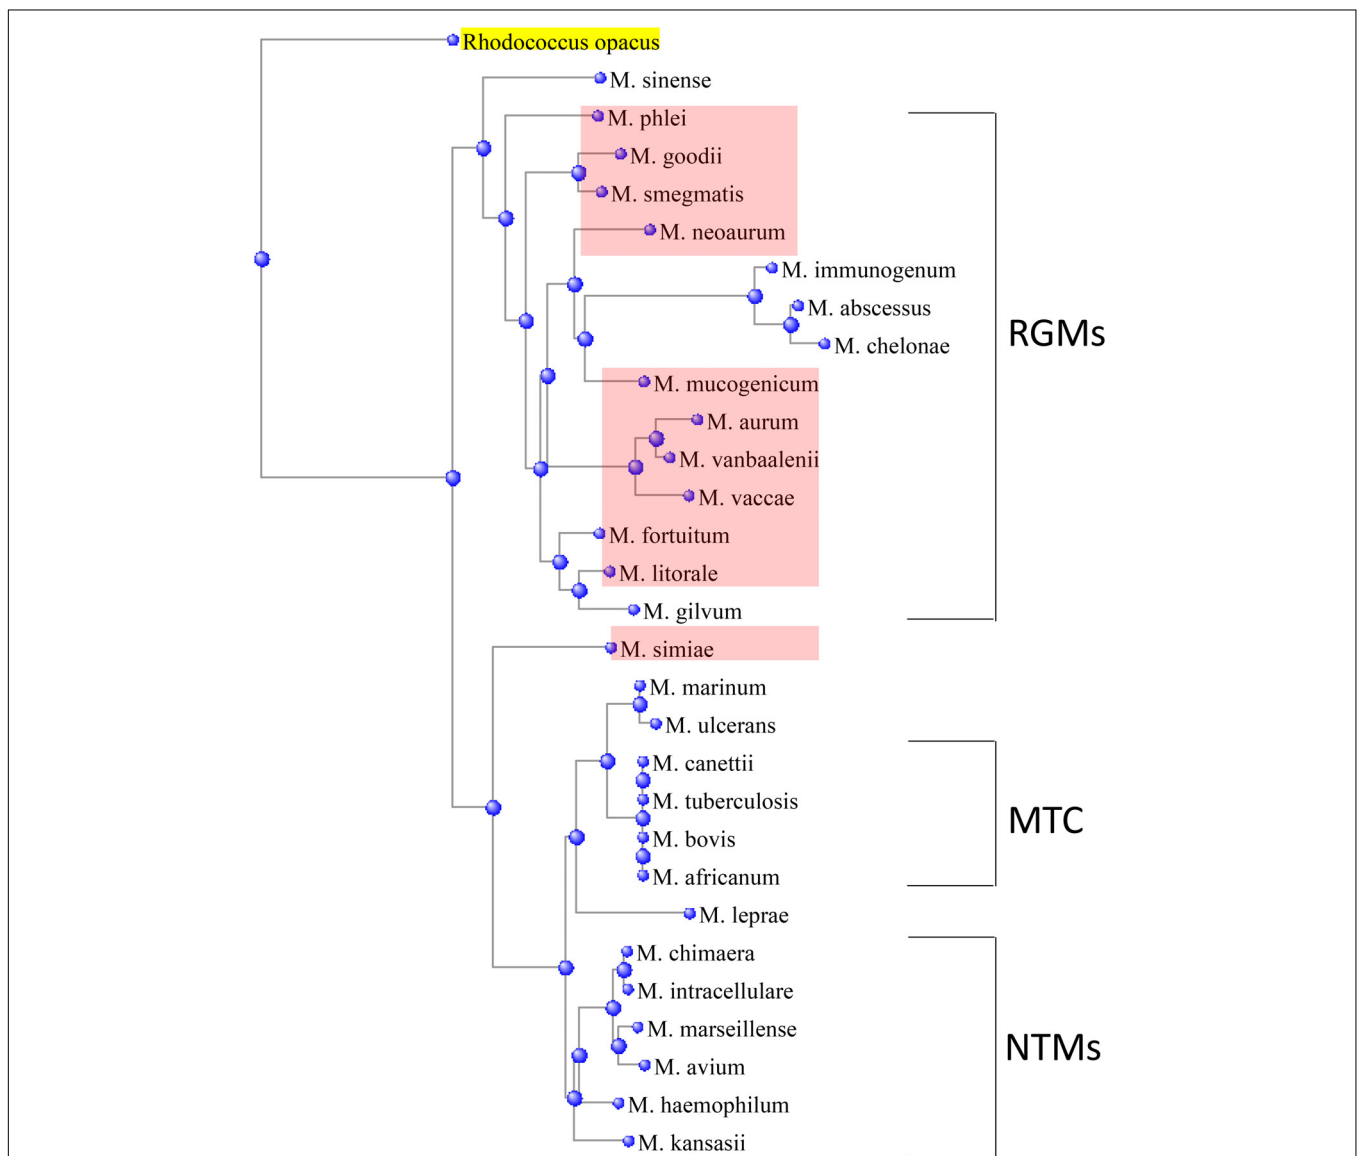 Rhodococcus opacus
M. sinense
M. phlei
M. goodii
M. smegmatis
M. neoaurum
M. immunogenum
M. abscessus
RGMs
M. chelonae
M. mucogenicum
M. aurum
M. vanbaalenii
M. vaccae
M. fortuitum
M. litorale
M. gilvum
M. simiae
M. marinum
M. ulcerans
M. canettii
M. tuberculosis
MTC
M. bovis
M. africanum
M. leprae
M. chimaera
M. intracellulare
M. marseillense
NTMs
M. avium
M. haemophilum
M. kansasii